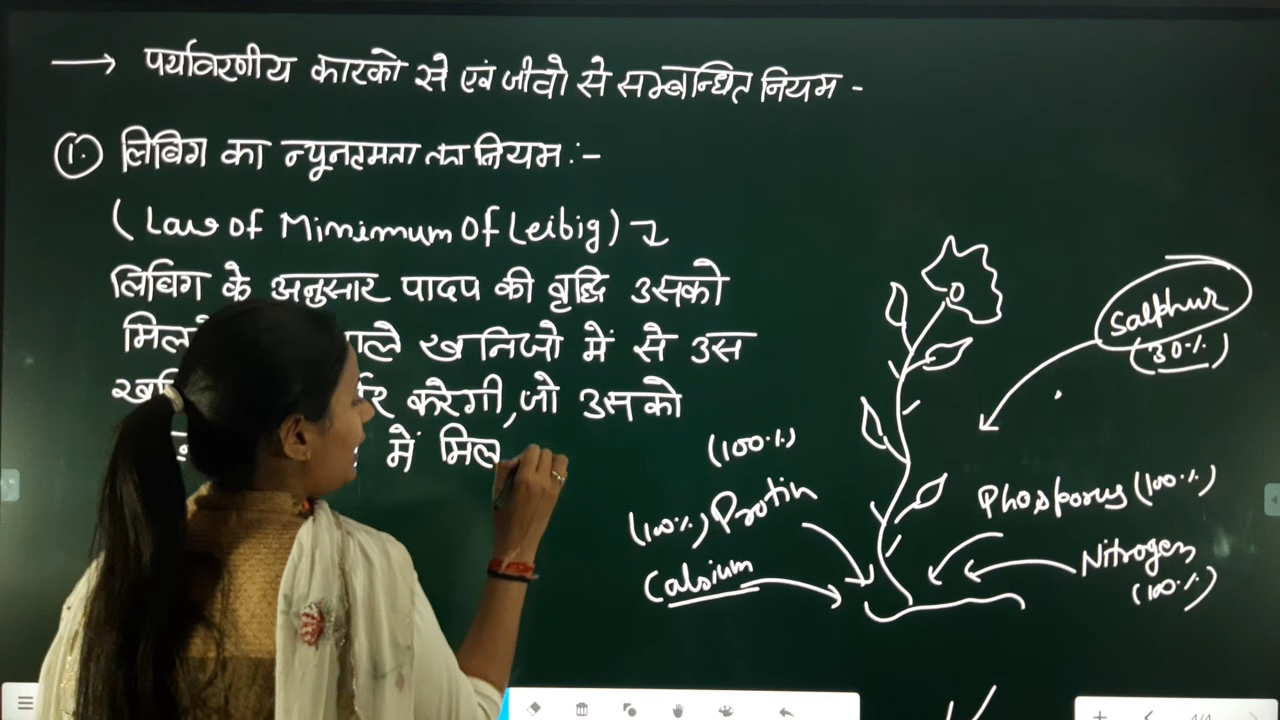 → पर्यावरणीय कारको से एवं जीवो से सम्बन्धित नियम -
1. लिबिग का न्यूनतमता का नियम :-
(Law of Minimum Of Leibig)
लिबिग के अनुसार पादप की वृद्धि उसको
वाले खनिजो में से उस
करेगी, जो उसको
में मिल
Salphur
(30%)
(100%)
(100%) Protin
Calsium
Phosporus (100%)
Nitrogen
(100%)